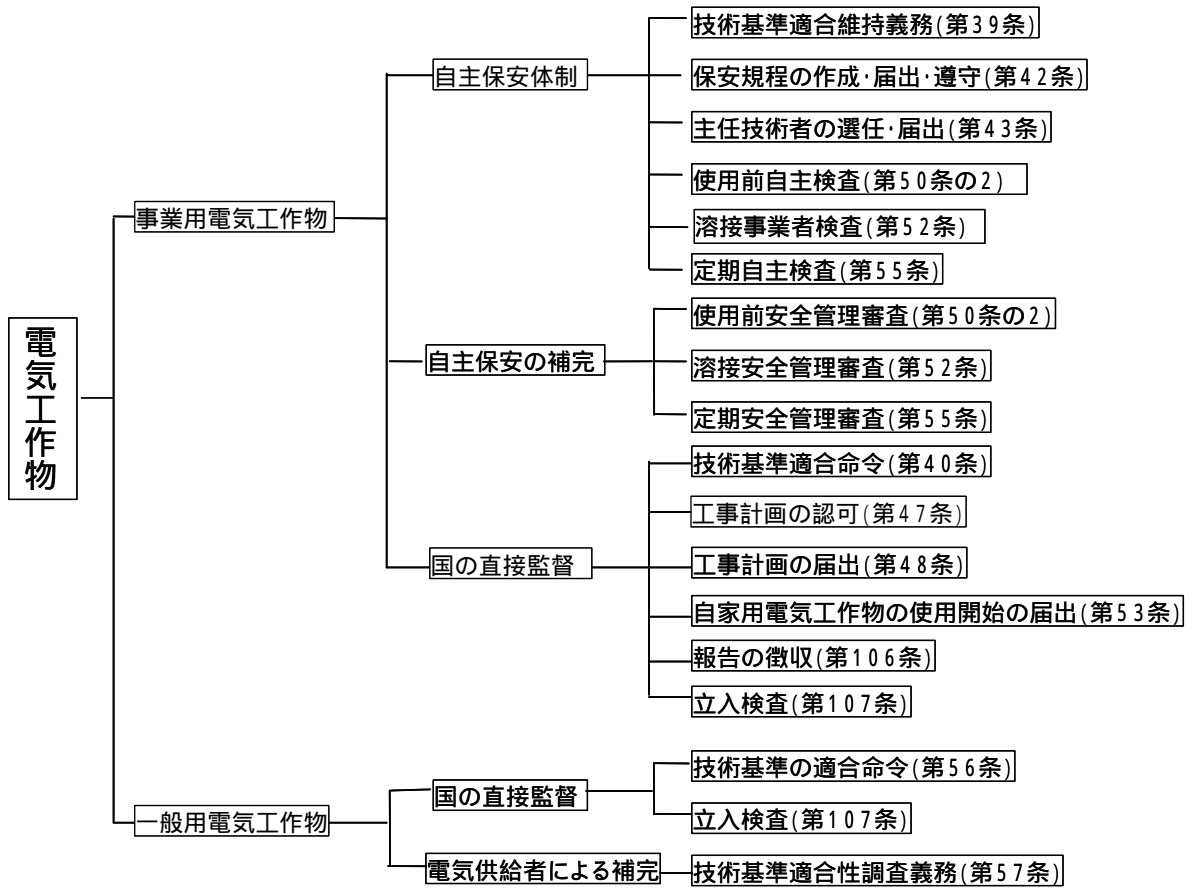 電気工作物
事業用電気工作物
自主保安体制
技術基準適合維持義務(第39条)
保安規程の作成・届出・遵守(第42条)
主任技術者の選任・届出(第43条)
使用前自主検査(第50条の2)
溶接事業者検査(第52条)
定期自主検査(第55条)
自主保安の補完
使用前安全管理審査(第50条の2)
溶接安全管理審査(第52条)
定期安全管理審査(第55条)
国の直接監督
技術基準適合命令(第40条)
工事計画の認可(第47条)
工事計画の届出(第48条)
自家用電気工作物の使用開始の届出(第53条)
報告の徴収(第106条)
立入検査(第107条)
一般用電気工作物
国の直接監督
技術基準の適合命令(第56条)
立入検査(第107条)
電気供給者による補完
技術基準適合性調査義務(第57条)